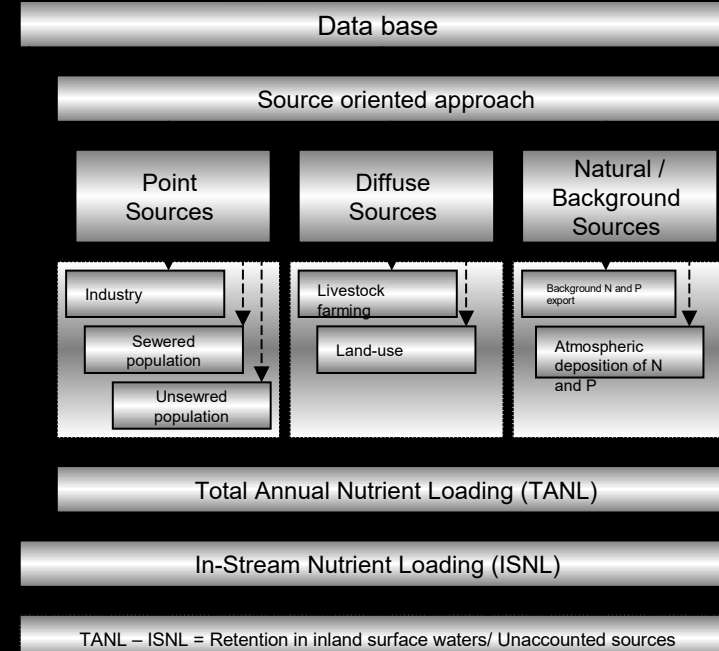 Data base
Source oriented approach
Point
Sources
Diffuse
Sources
Natural /
Background
Sources
Industry
Sewered
population
Unsewred
population
Livestock
farming
Land-use
Background N and P
export
Atmospheric
deposition of N
and P
Total Annual Nutrient Loading (TANL)
In-Stream Nutrient Loading (ISNL)
TANL – ISNL = Retention in inland surface waters/ Unaccounted sources